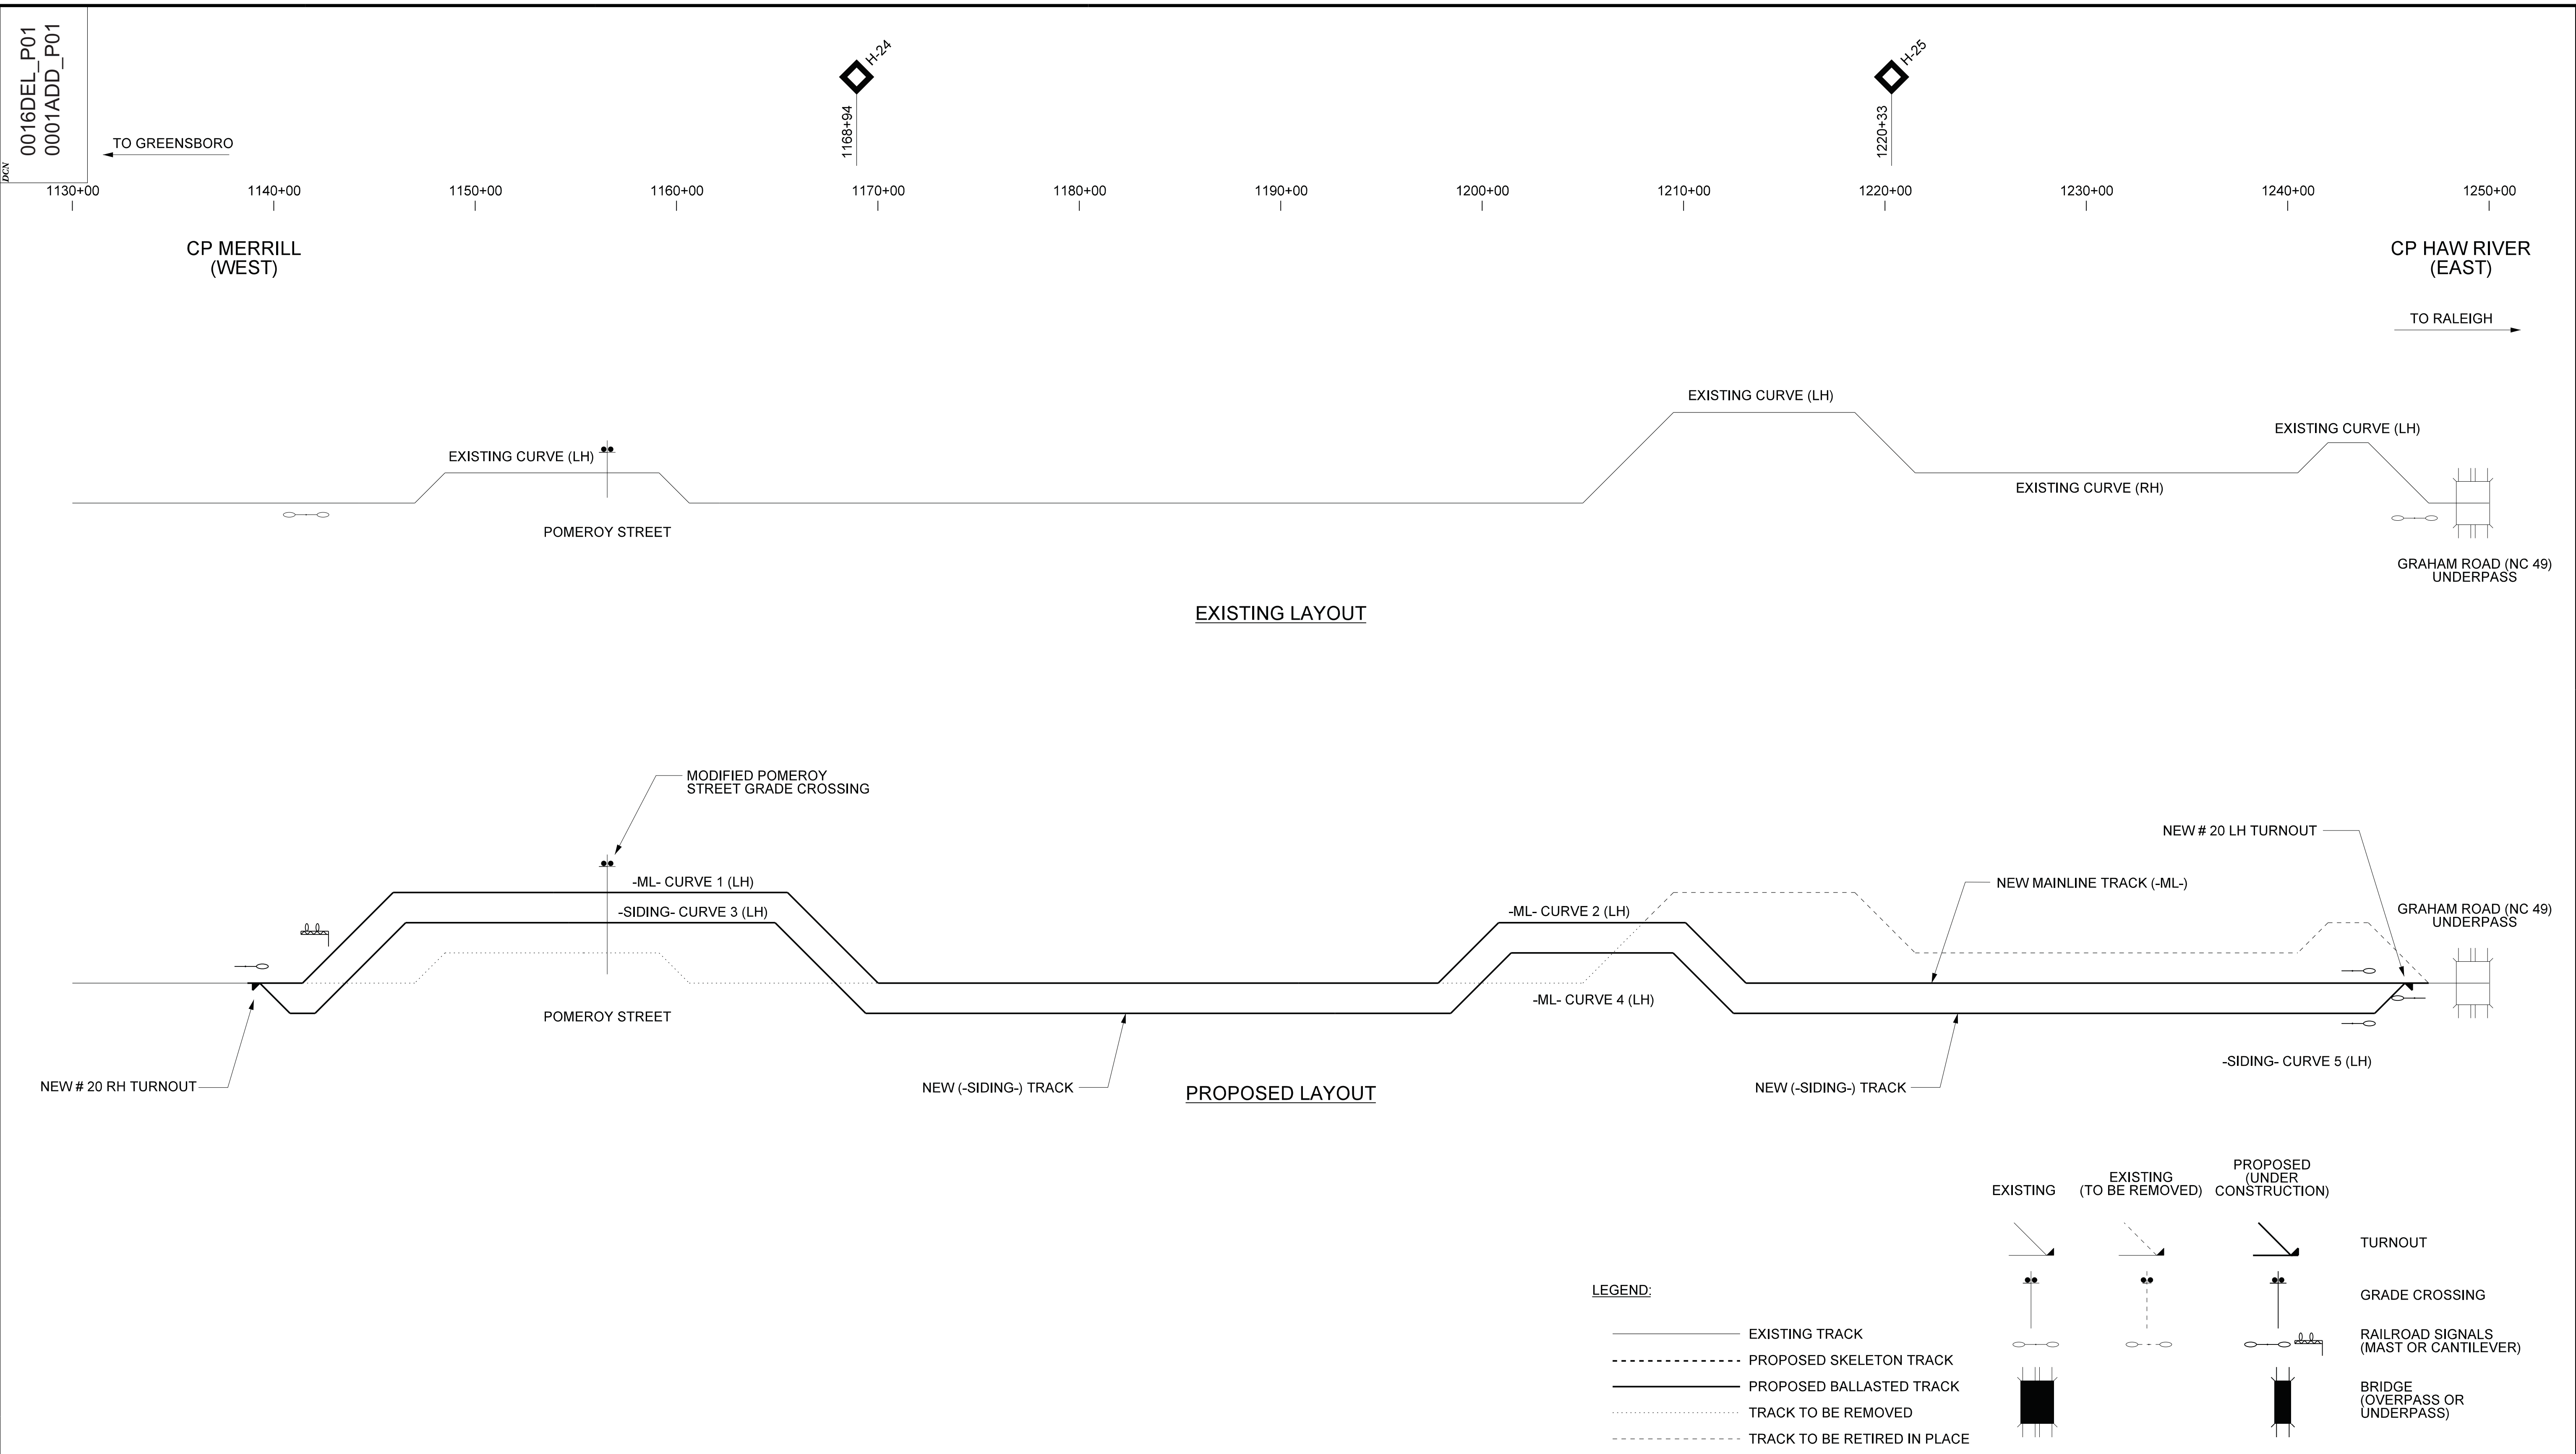 0016DEL_P01
0001ADD_P01
DCN
H-24
H-25
1168+94
1220+33
TO GREENSBORO
1130+00
1140+00
1150+00
1160+00
1170+00
1180+00
1190+00
1200+00
1210+00
1220+00
1230+00
1240+00
1250+00
CP MERRILL
(WEST)
CP HAW RIVER
(EAST)
TO RALEIGH
EXISTING CURVE (LH)
EXISTING CURVE (LH)
EXISTING CURVE (LH)
EXISTING CURVE (RH)
POMEROY STREET
GRAHAM ROAD (NC 49)
UNDERPASS
EXISTING LAYOUT
MODIFIED POMEROY
STREET GRADE CROSSING
NEW # 20 LH TURNOUT
-ML- CURVE 1 (LH)
NEW MAINLINE TRACK (-ML-)
-SIDING- CURVE 3 (LH)
-ML- CURVE 2 (LH)
GRAHAM ROAD (NC 49)
UNDERPASS
-ML- CURVE 4 (LH)
POMEROY STREET
-SIDING- CURVE 5 (LH)
NEW # 20 RH TURNOUT
NEW (-SIDING-) TRACK
NEW (-SIDING-) TRACK
PROPOSED LAYOUT
EXISTING
EXISTING
(TO BE REMOVED)
PROPOSED
(UNDER
CONSTRUCTION)
TURNOUT
GRADE CROSSING
RAILROAD SIGNALS
(MAST OR CANTILEVER)
BRIDGE
(OVERPASS OR
UNDERPASS)
LEGEND:
EXISTING TRACK
PROPOSED SKELETON TRACK
PROPOSED BALLASTED TRACK
TRACK TO BE REMOVED
TRACK TO BE RETIRED IN PLACE